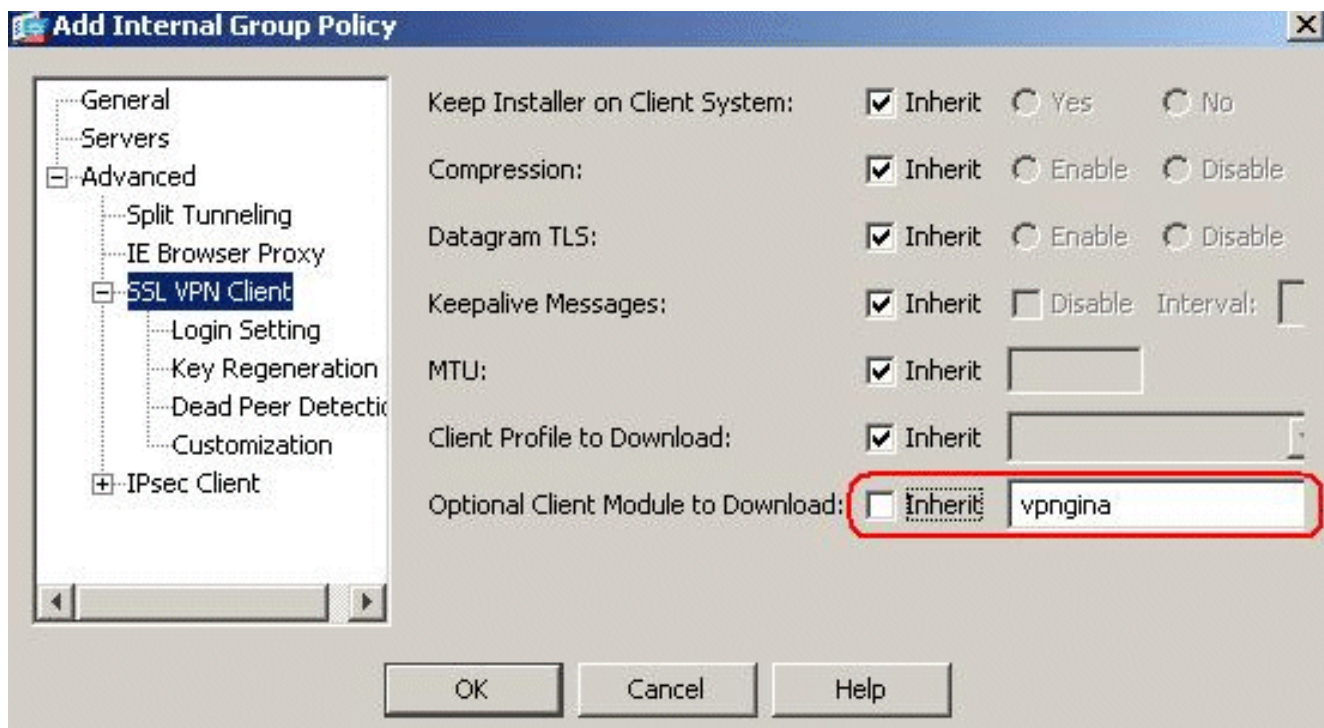 Add Internal Group Policy
General
Servers
Advanced
Split Tunneling
IE Browser Proxy
SSL VPN Client
Login Setting
Key Regeneration
Dead Peer Detectio
Customization
IPsec Client
Keep Installer on Client System: Inherit Yes No
Compression: Inherit Enable Disable
Datagram TLS: Inherit Enable Disable
Keepalive Messages: Inherit Disable Interval:
MTU: Inherit
Client Profile to Download: Inherit
Optional Client Module to Download: Inherit vpngina
OK Cancel Help